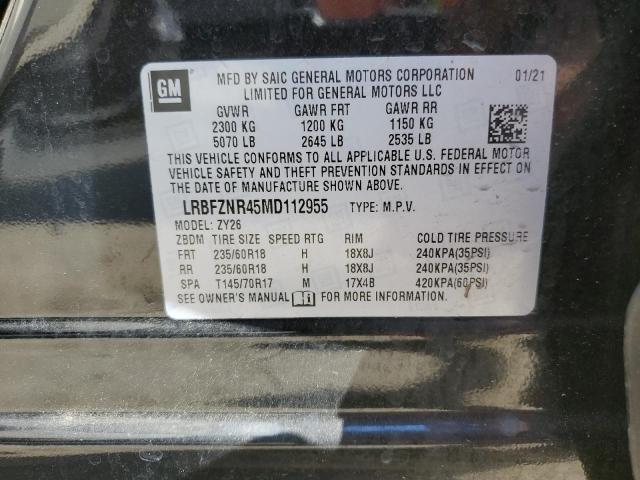 GM
MFD BY SAIC GENERAL MOTORS CORPORATION 01/21
LIMITED FOR GENERAL MOTORS LLC
GVWR GAWR FRT GAWR RR
2300 KG 1200 KG 1150 KG
5070 LB 2645 LB 2535 LB
THIS VEHICLE CONFORMS TO ALL APPLICABLE U.S. FEDERAL MOTOR
VEHICLE SAFETY AND THEFT PREVENTION STANDARDS IN EFFECT ON
THE DATE OF MANUFACTURE SHOWN ABOVE.
LRBFZNR45MD112955 TYPE: M.P.V.
MODEL: ZY26
ZBDM TIRE SIZE SPEED RTG RIM COLD TIRE PRESSURE
FRT 235/60R18 H 18X8J 240KPA(35PSI)
RR 235/60R18 H 18X8J 240KPA(35PSI)
SPA T145/70R17 M 17X4B 420KPA(60PSI)
SEE OWNER'S MANUAL FOR MORE INFORMATION.